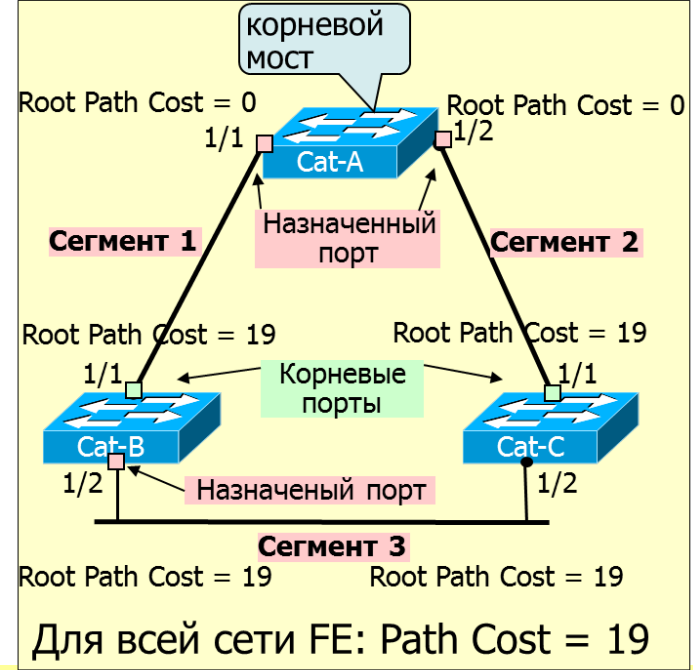 корневой
мост
Root Path Cost = 0
Root Path Cost = 0
1/1
1/2
Cat-A
Назначенный
порт
Сегмент 1
Сегмент 2
Root Path Cost = 19
Root Path Cost = 19
1/1
Корневые
порты
1/1
Cat-B
Cat-C
1/2
Назначеный порт
1/2
Сегмент 3
Root Path Cost = 19
Root Path Cost = 19
Для всей сети FE: Path Cost = 19